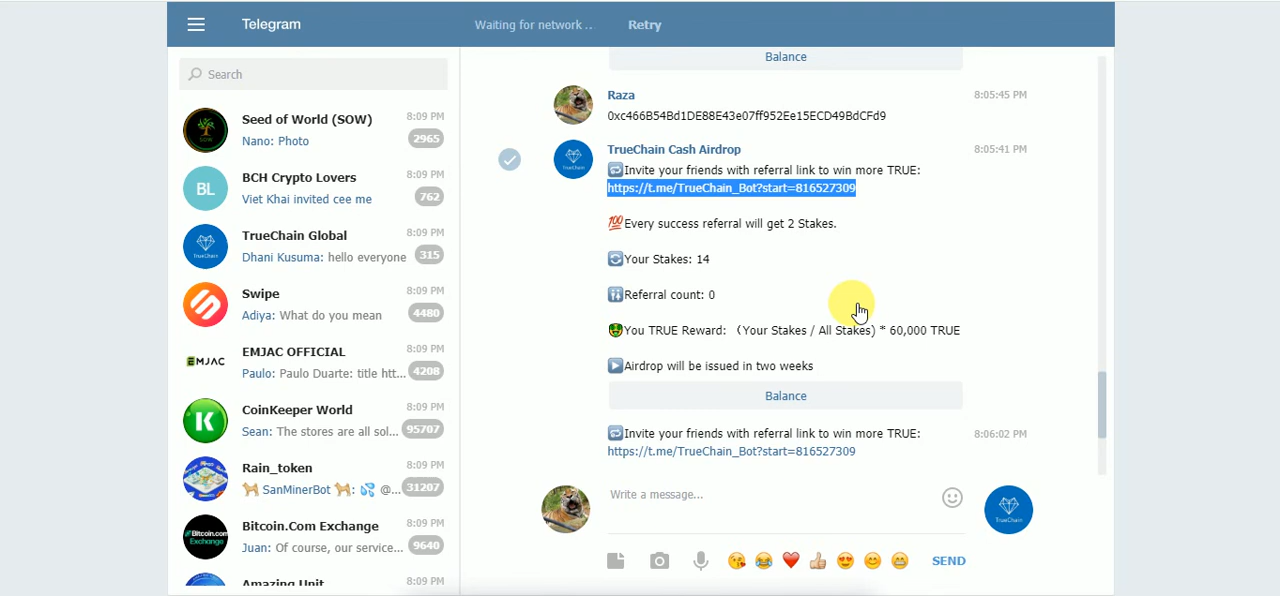 Telegram
Waiting for network ...
Retry
Search
Seed of World (SOW)
8:09 PM
Nano: Photo
2965
BL
BCH Crypto Lovers
8:09 PM
Viet Khai invited cee me
762
TrueChain
TrueChain Global
8:09 PM
Dhani Kusuma: hello everyone
315
Swipe
8:09 PM
Adiya: What do you mean
4480
EMJAC
EMJAC OFFICIAL
8:09 PM
Paulo: Paulo Duarte: title htt...
4208
CoinKeeper World
8:09 PM
Sean: The stores are all sol...
95707
Rain_token
8:09 PM
🐕 SanMinerBot 🐕: 💦 @...
31207
Bitcoin.com
Exchange
Bitcoin.Com Exchange
8:09 PM
Juan: Of course, our service...
9640
Amazing Unit
8:09 PM
Balance
Raza
8:05:45 PM
0xc466B54Bd1DE88E43e07ff952Ee15ECD49BdCFd9
TrueChain Cash Airdrop
8:05:41 PM
🔁Invite your friends with referral link to win more TRUE:
https://t.me/TrueChain_Bot?start=816527309
💯Every success referral will get 2 Stakes.
🔄Your Stakes: 14
👣Referral count: 0
🤑You TRUE Reward: （Your Stakes / All Stakes) * 60,000 TRUE
▶️Airdrop will be issued in two weeks
Balance
🔁Invite your friends with referral link to win more TRUE:
8:06:02 PM
https://t.me/TrueChain_Bot?start=816527309
Write a message...
TrueChain
SEND